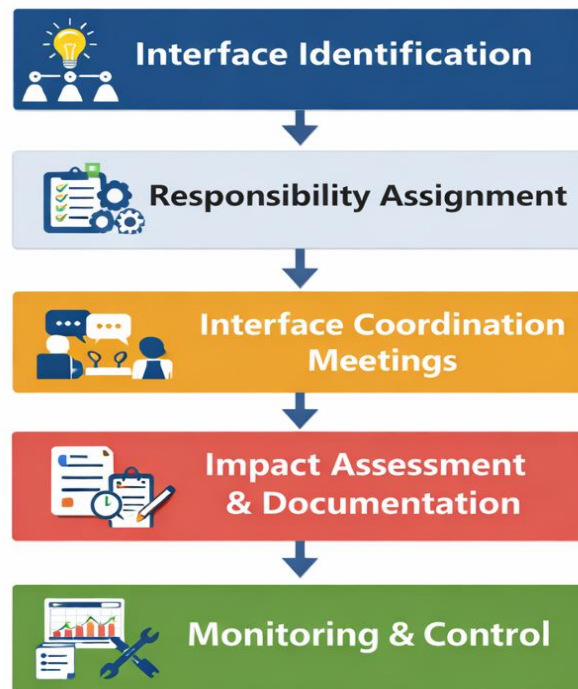 Interface Identification
Responsibility Assignment
Interface Coordination
Meetings
Impact Assessment
& Documentation
Monitoring & Control